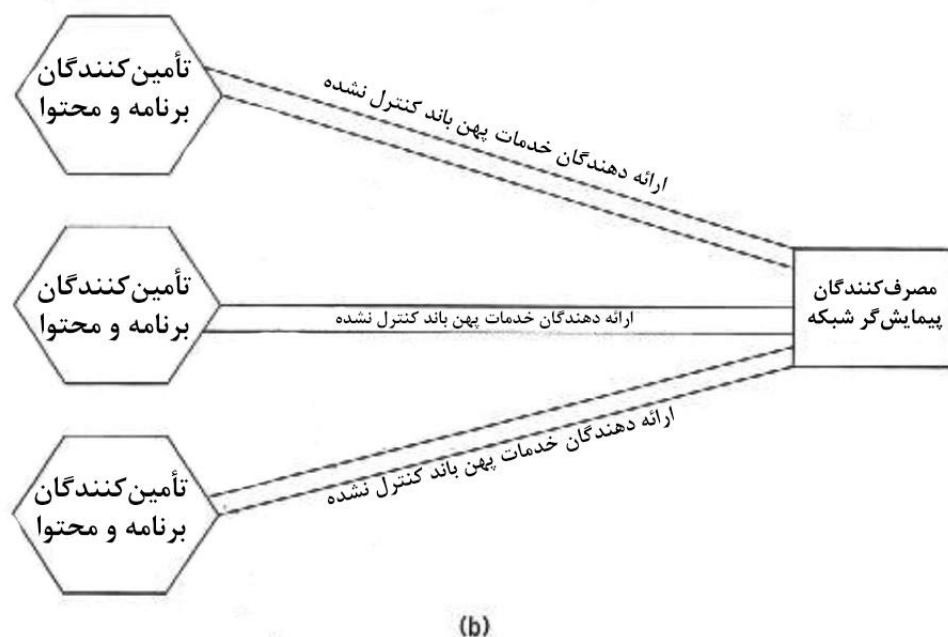 تأمین‌کنندگان
برنامه و محتوا
ارائه دهندگان خدمات پهن باند کنترل نشده
تأمین‌کنندگان
برنامه و محتوا
ارائه دهندگان خدمات پهن باند کنترل نشده
مصرف‌کنندگان
پیمایش‌گر شبکه
تأمین‌کنندگان
برنامه و محتوا
ارائه دهندگان خدمات پهن باند کنترل نشده
(b)